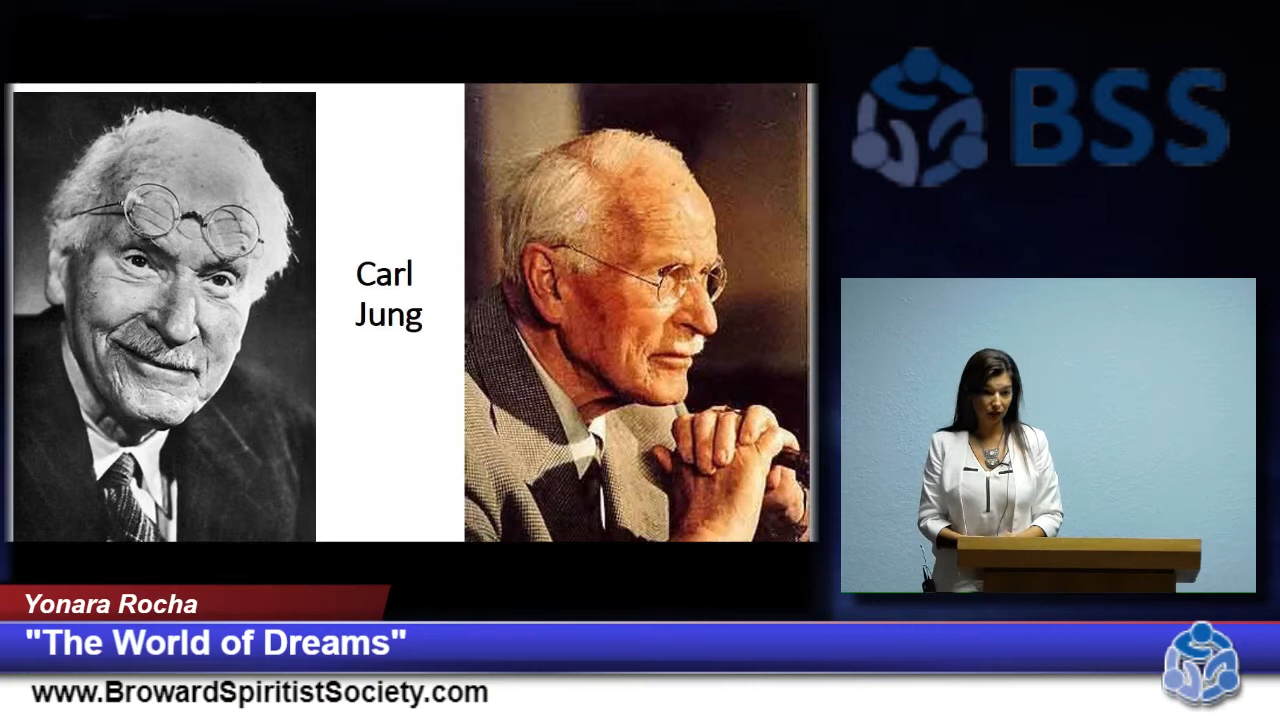 BSS
Carl
Jung
Yonara Rocha
"The World of Dreams"
www.BrowardSpiritistSociety.com